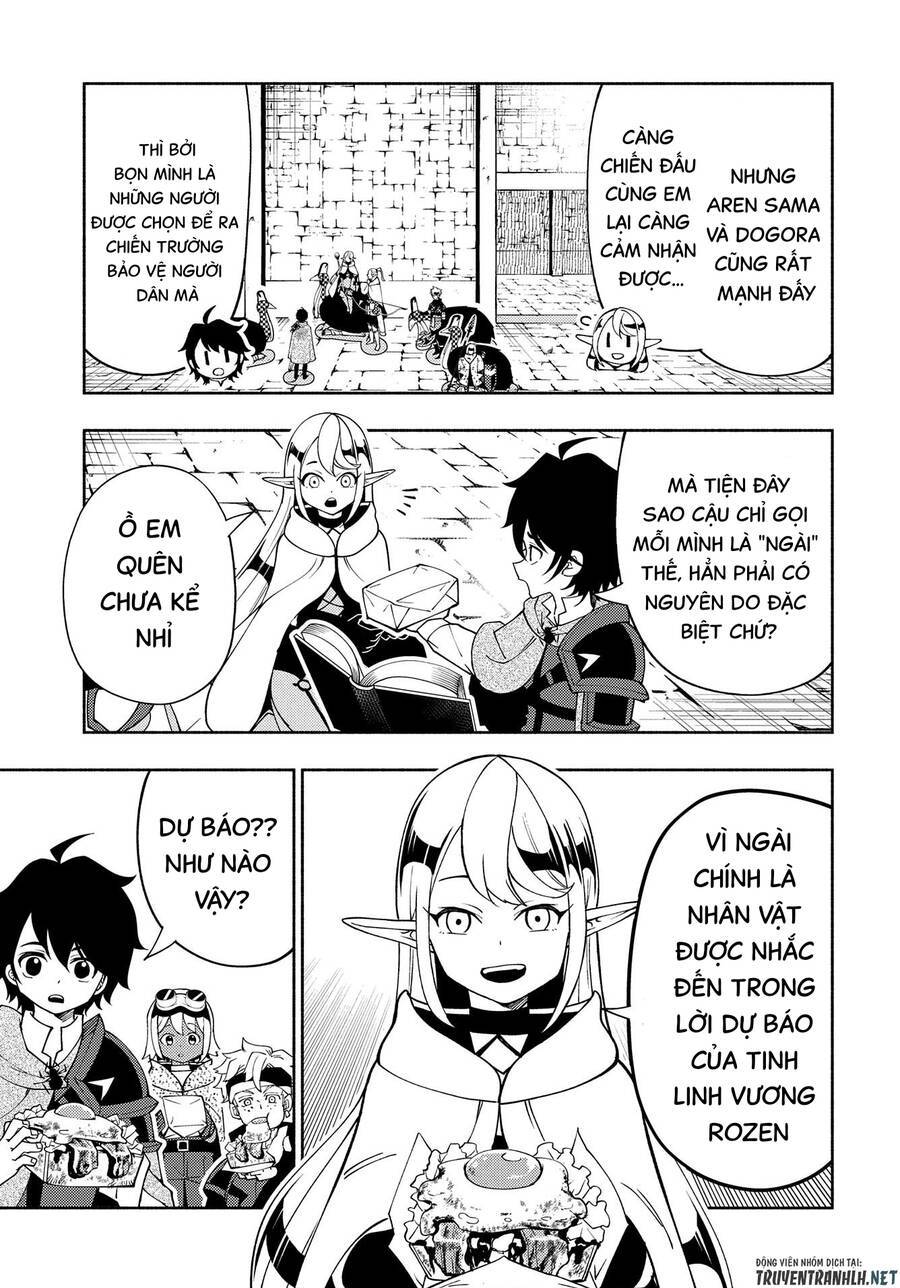 NHƯNG
AREN SAMA
VÀ DOGORA
CŨNG RẤT
MẠNH ĐẤY
CÀNG
CHIẾN ĐẤU
CÙNG EM
LẠI CÀNG
CẢM NHẬN
ĐƯỢC...
THÌ BỞI
BỌN MÌNH LÀ
NHỮNG NGƯỜI
ĐƯỢC CHỌN ĐỂ RA
CHIẾN TRƯỜNG
BẢO VỆ NGƯỜI
DÂN MÀ
MÀ TIỆN ĐÂY
SAO CẬU CHỈ GỌI
MỖI MÌNH LÀ "NGÀI"
THẾ, HẲN PHẢI CÓ
NGUYÊN DO ĐẶC
BIỆT CHỨ?
Ồ EM
QUÊN
CHƯA KỂ
NHỈ
VÌ NGÀI
CHÍNH LÀ
NHÂN VẬT
ĐƯỢC NHẮC
ĐẾN TRONG
LỜI DỰ BÁO
CỦA TINH
LINH VƯƠNG
ROZEN
DỰ BÁO??
NHƯ NÀO
VẬY?
ĐỘNG VIÊN NHÓM DỊCH TẠI:
TRUYENTRANHLH.NET